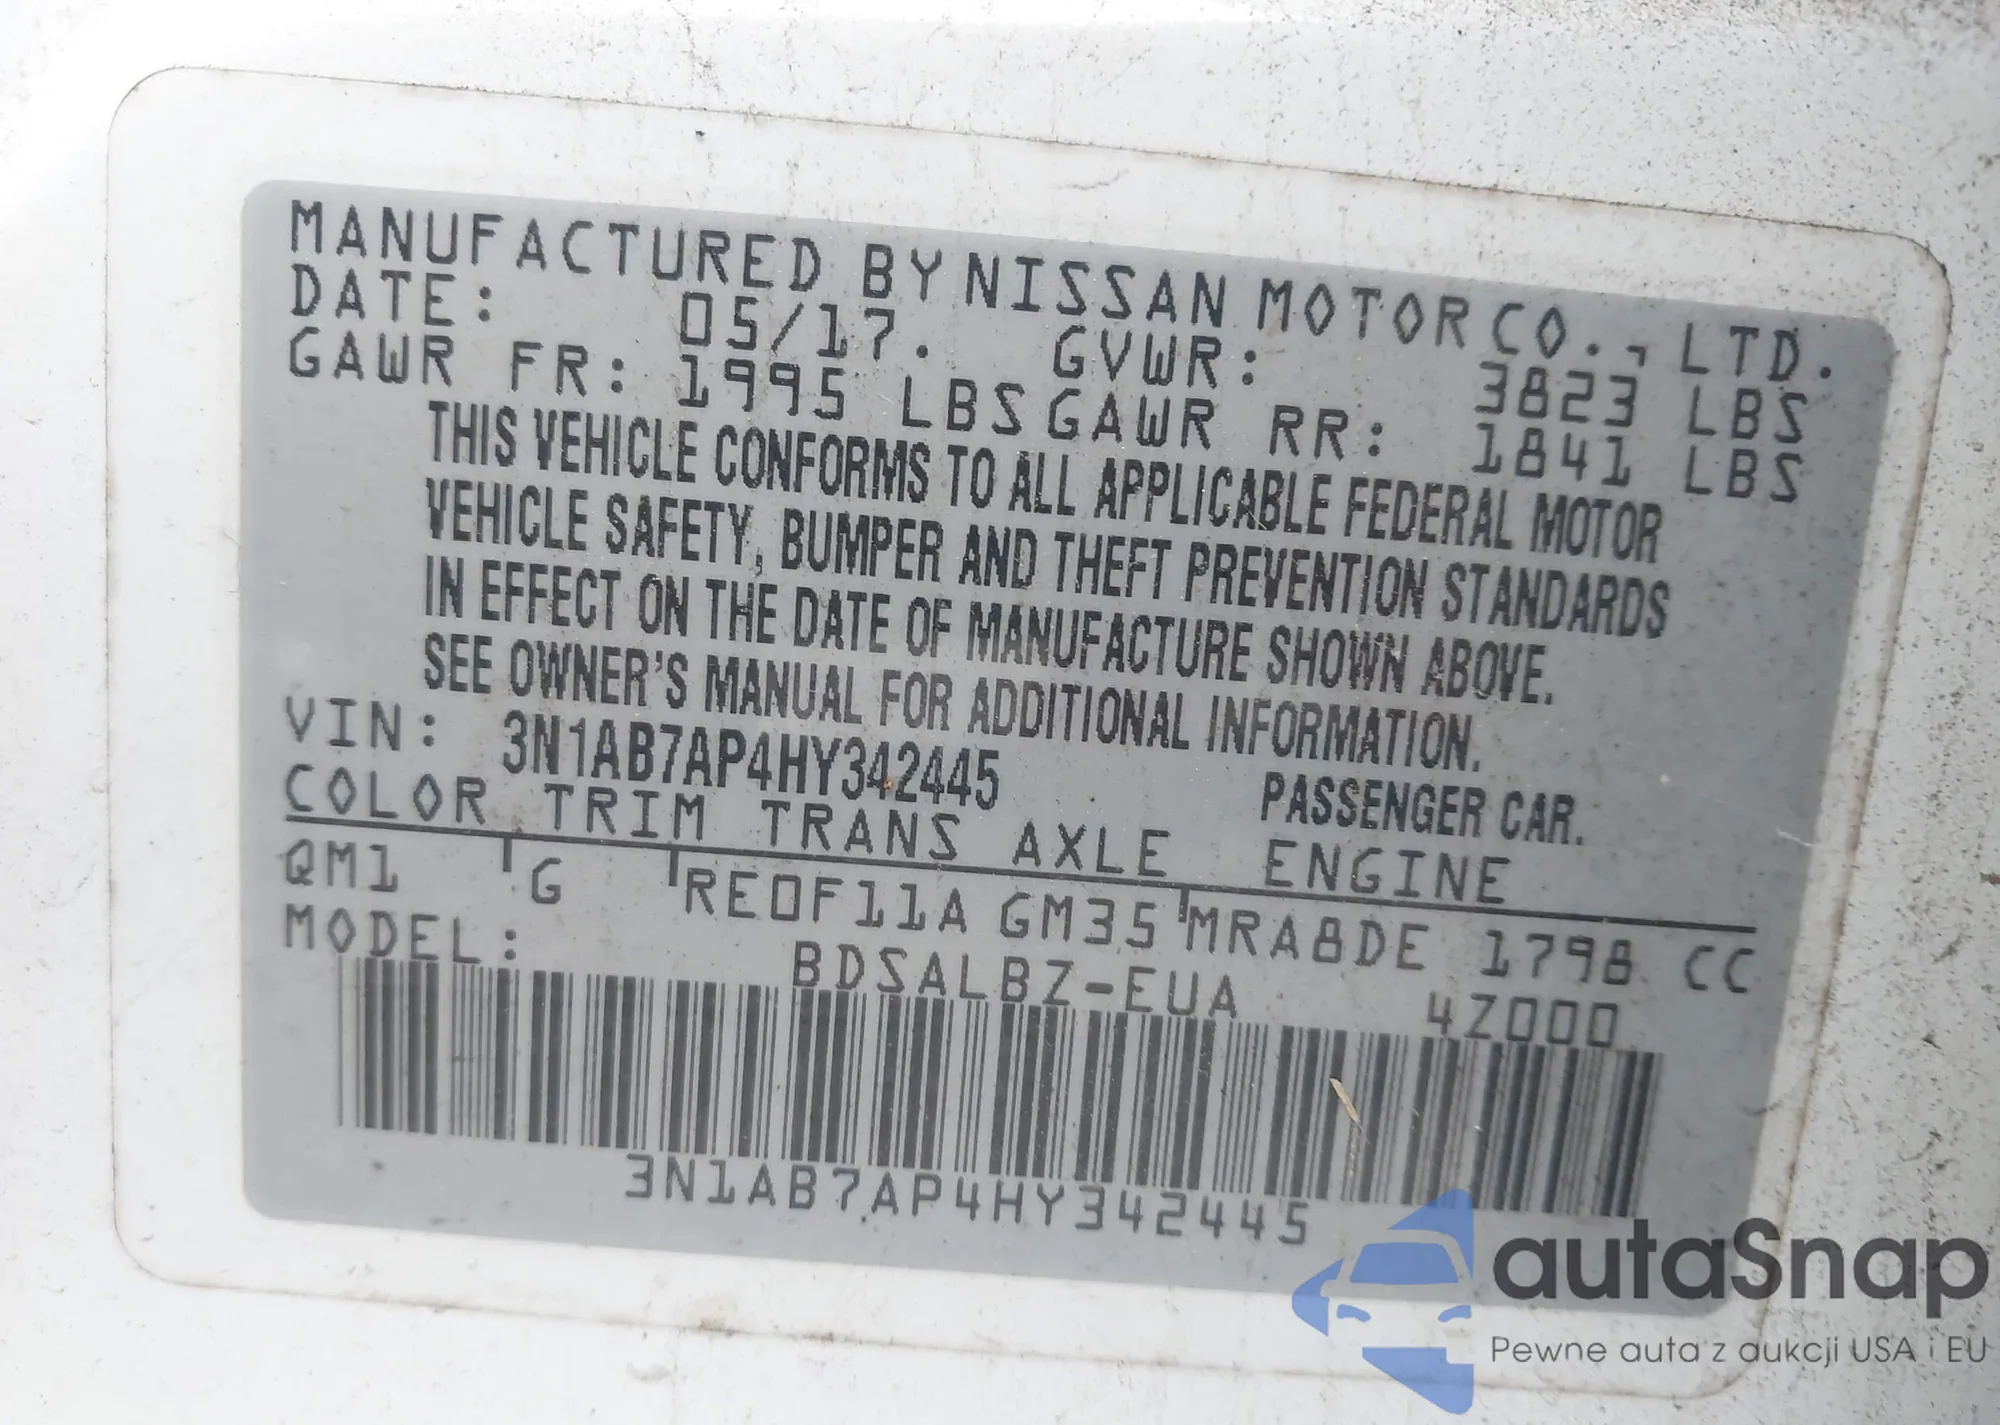 MANUFACTURED BY NISSAN MOTOR CO., LTD.
DATE: 05/17. GVWR: 3823 LBS
GAWR FR: 1995 LBS GAWR RR: 1841 LBS
THIS VEHICLE CONFORMS TO ALL APPLICABLE FEDERAL MOTOR
VEHICLE SAFETY, BUMPER AND THEFT PREVENTION STANDARDS
IN EFFECT ON THE DATE OF MANUFACTURE SHOWN ABOVE.
SEE OWNER'S MANUAL FOR ADDITIONAL INFORMATION.
VIN: 3N1AB7AP4HY342445 PASSENGER CAR.
COLOR TRIM TRANS AXLE ENGINE
QM1 G RE0F11A GM35 MRA8DE 1798 CC
MODEL: BDSALBZ-EUA 4Z000
3N1AB7AP4HY342445
autaSnap
Pewne auta z aukcji USA i EU